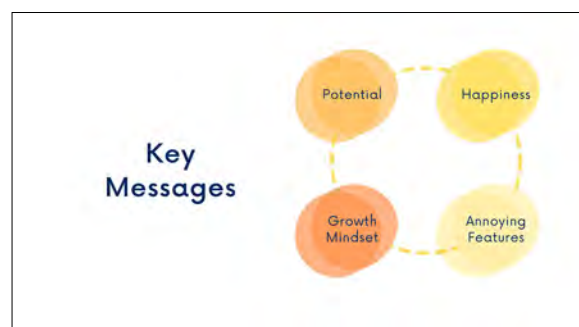 Key
Messages
Potential
Happiness
Growth
Mindset
Annoying
Features